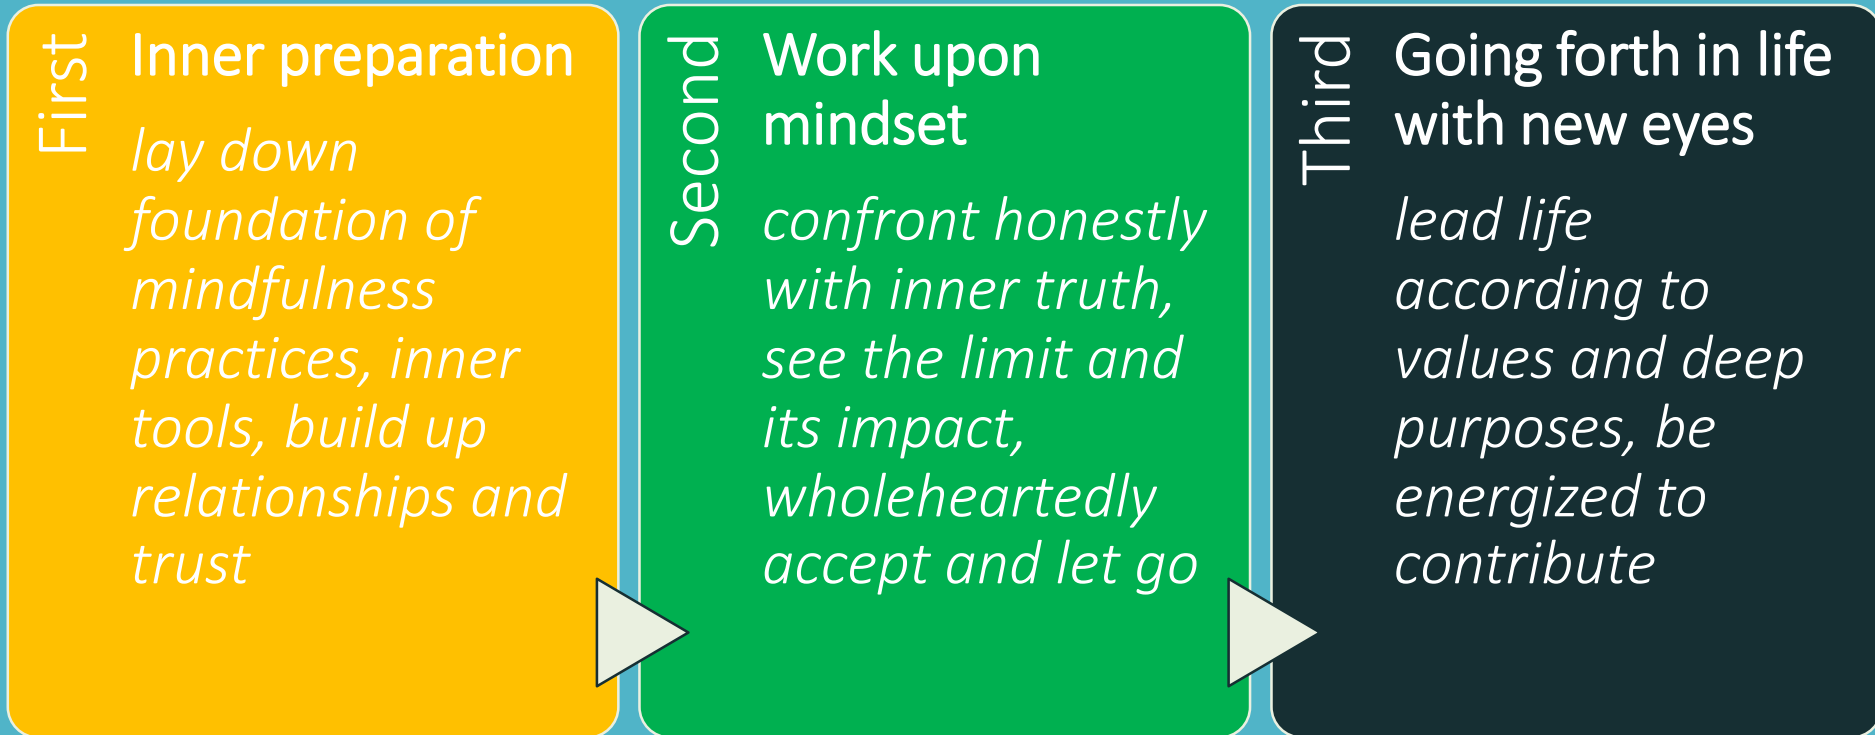 First
Inner preparation
lay down
foundation of
mindfulness
practices, inner
tools, build up
relationships and
trust
Second
Work upon
mindset
confront honestly
with inner truth,
see the limit and
its impact,
wholeheartedly
accept and let go
Third
Going forth in life
with new eyes
lead life
according to
values and deep
purposes, be
energized to
contribute